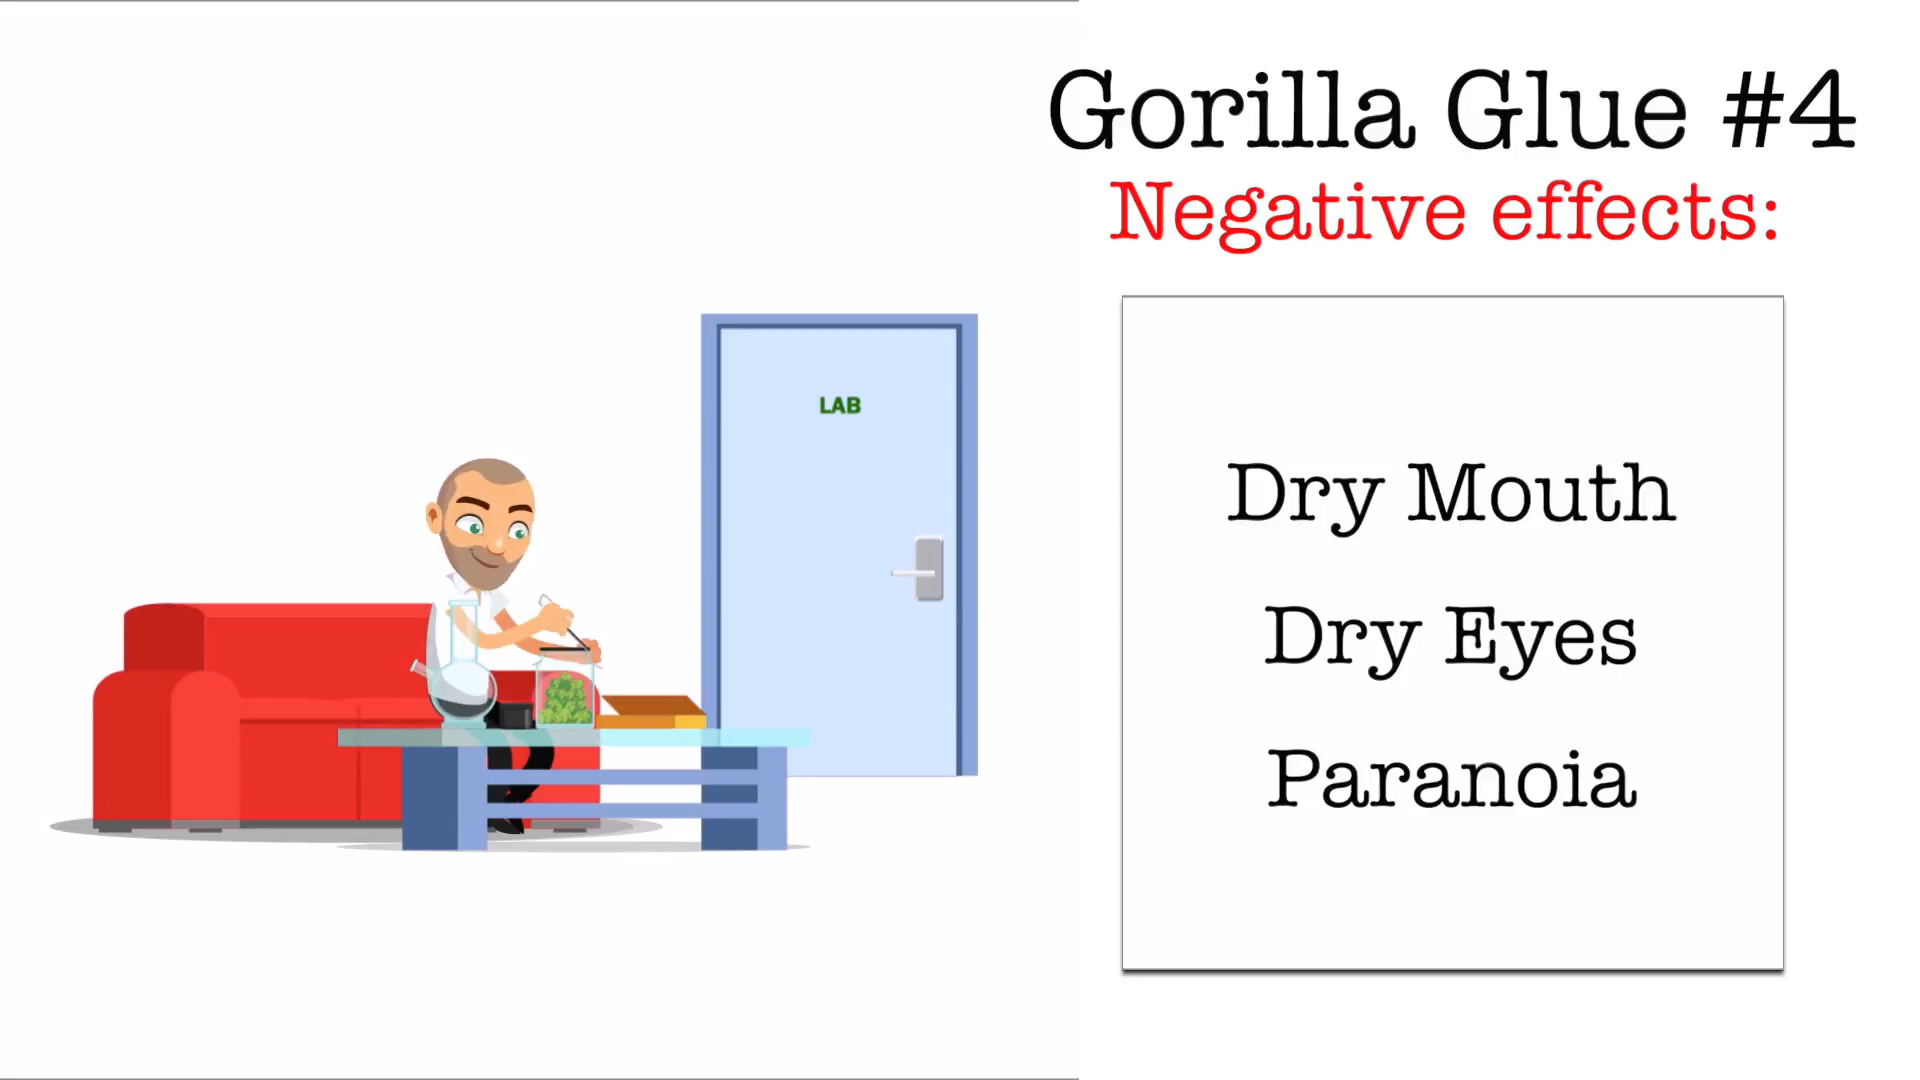 Gorilla Glue #4
Negative effects:
LAB
Dry Mouth
Dry Eyes
Paranoia